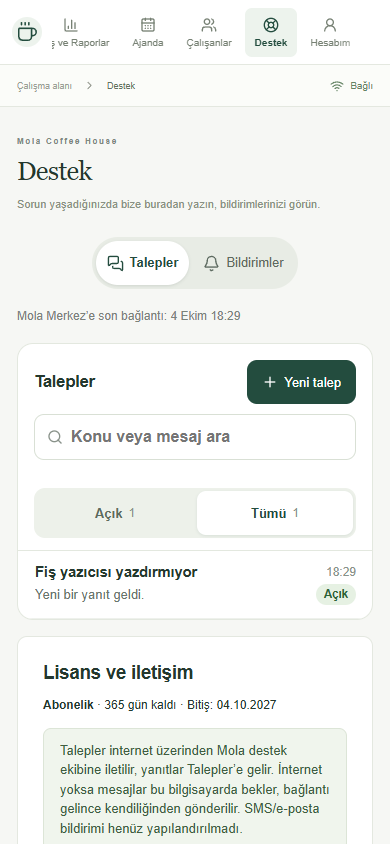 ş ve Raporlar
Ajanda
Çalışanlar
Destek
Hesabım
Çalışma alanı > Destek
Bağlı
Mola Coffee House
Destek
Sorun yaşadığınızda bize buradan yazın, bildirimlerinizi görün.
Talepler
Bildirimler
Mola Merkez’e son bağlantı: 4 Ekim 18:29
Talepler
+ Yeni talep
Konu veya mesaj ara
Açık 1
Tümü 1
Fiş yazıcısı yazdırmıyor 18:29
Yeni bir yanıt geldi. Açık
Lisans ve iletişim
Abonelik · 365 gün kaldı · Bitiş: 04.10.2027
Talepler internet üzerinden Mola destek
ekibine iletilir, yanıtlar Talepler’e gelir. İnternet
yoksa mesajlar bu bilgisayarda bekler, bağlantı
gelince kendiliğinden gönderilir. SMS/e-posta
bildirimi henüz yapılandırılmadı.